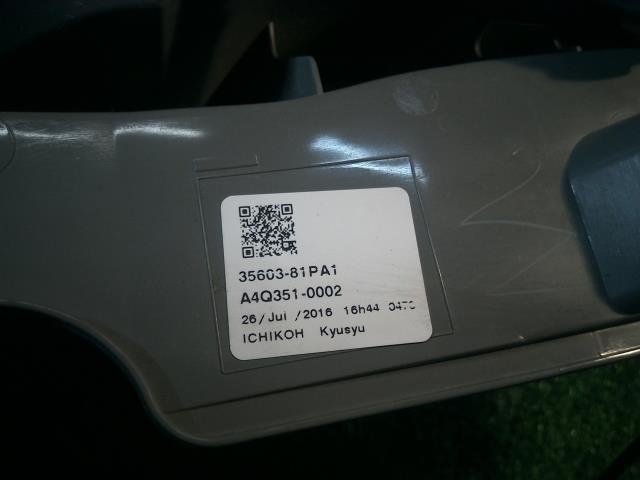 35603-81PA1
A4Q351-0002
26/Jul /2016 16h44
ICHIKOH Kyusyu